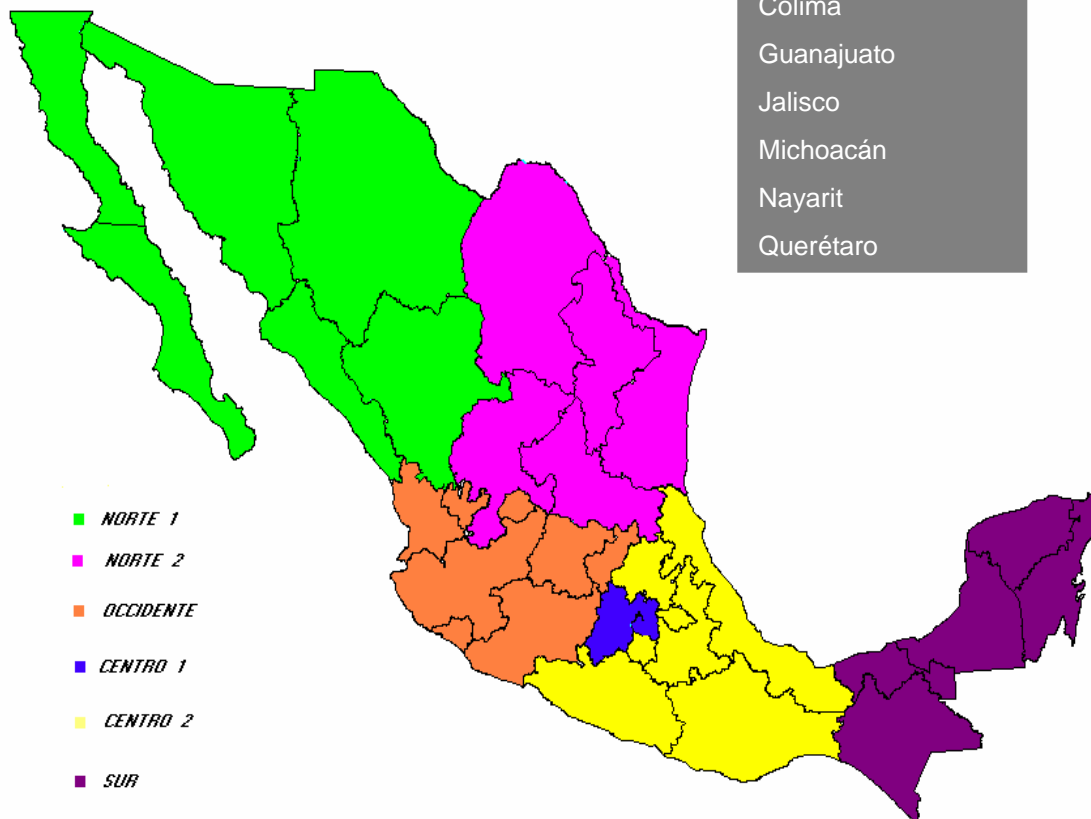 Colima
Guanajuato
Jalisco
Michoacán
Nayarit
Querétaro
NORTE 1
NORTE 2
OCCIDENTE
CENTRO 1
CENTRO 2
SUR